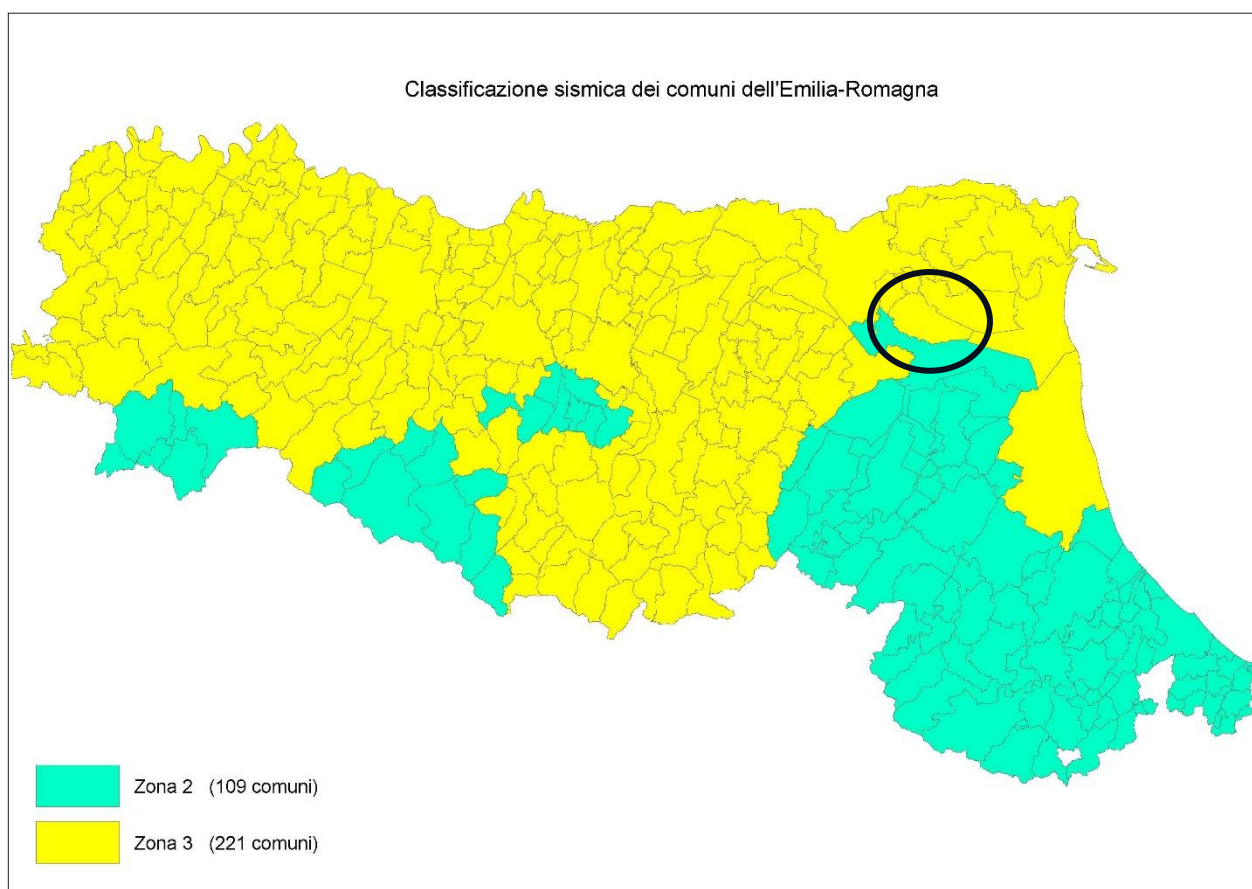 Classificazione sismica dei comuni dell'Emilia-Romagna
Zona 2 (109 comuni)
Zona 3 (221 comuni)